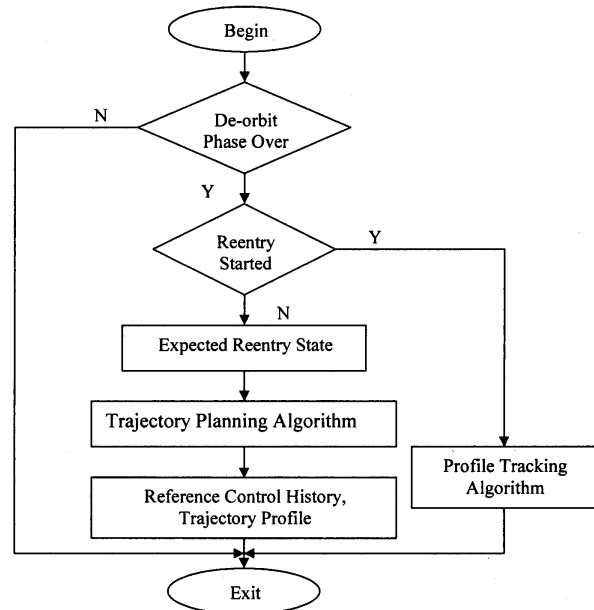 Begin
De-orbit
Phase Over
N
Y
Reentry
Started
Y
N
Expected Reentry State
Trajectory Planning Algorithm
Reference Control History,
Trajectory Profile
Profile Tracking
Algorithm
Exit